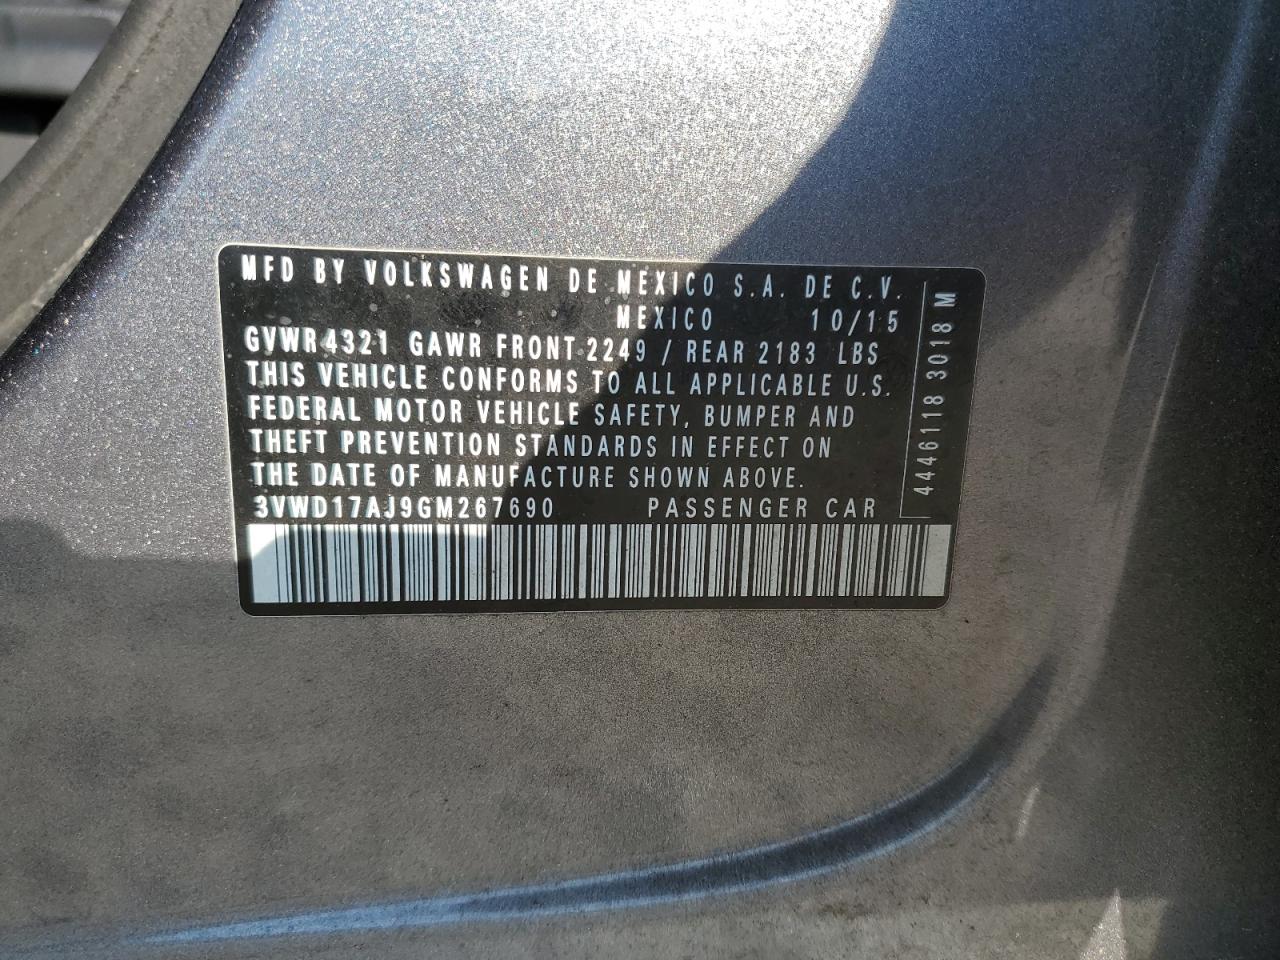 MFD BY VOLKSWAGEN DE MEXICO S.A. DE C.V.
MEXICO 10/15
GVWR 4321 GAWR FRONT 2249 / REAR 2183 LBS
THIS VEHICLE CONFORMS TO ALL APPLICABLE U.S.
FEDERAL MOTOR VEHICLE SAFETY, BUMPER AND
THEFT PREVENTION STANDARDS IN EFFECT ON
THE DATE OF MANUFACTURE SHOWN ABOVE.
3VWD17AJ9GM267690 PASSENGER CAR
4446118 3018 M